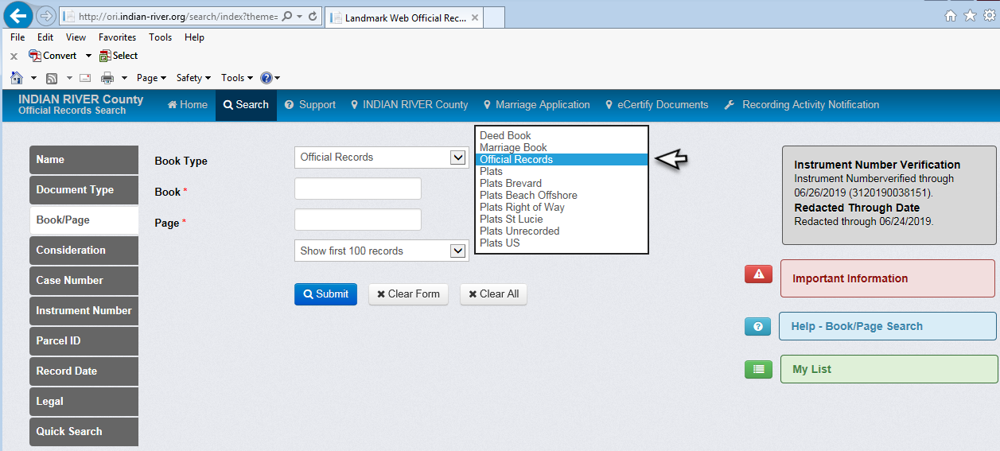 http://ori.indian-river.org/search/index?theme=
Landmark Web Official Rec...
File Edit View Favorites Tools Help
x Convert Select
Page Safety Tools
INDIAN RIVER County
Official Records Search
Home Search Support INDIAN RIVER County Marriage Application eCertify Documents Recording Activity Notification
Name
Document Type
Book/Page
Consideration
Case Number
Instrument Number
Parcel ID
Record Date
Legal
Quick Search
Book Type Official Records
Book *
Page *
Show first 100 records
Submit Clear Form Clear All
Deed Book
Marriage Book
Official Records
Plats
Plats Brevard
Plats Beach Offshore
Plats Right of Way
Plats St Lucie
Plats Unrecorded
Plats US
Instrument Number Verification
Instrument Numberverified through
06/26/2019 (3120190038151).
Redacted Through Date
Redacted through 06/24/2019.
Important Information
Help - Book/Page Search
My List